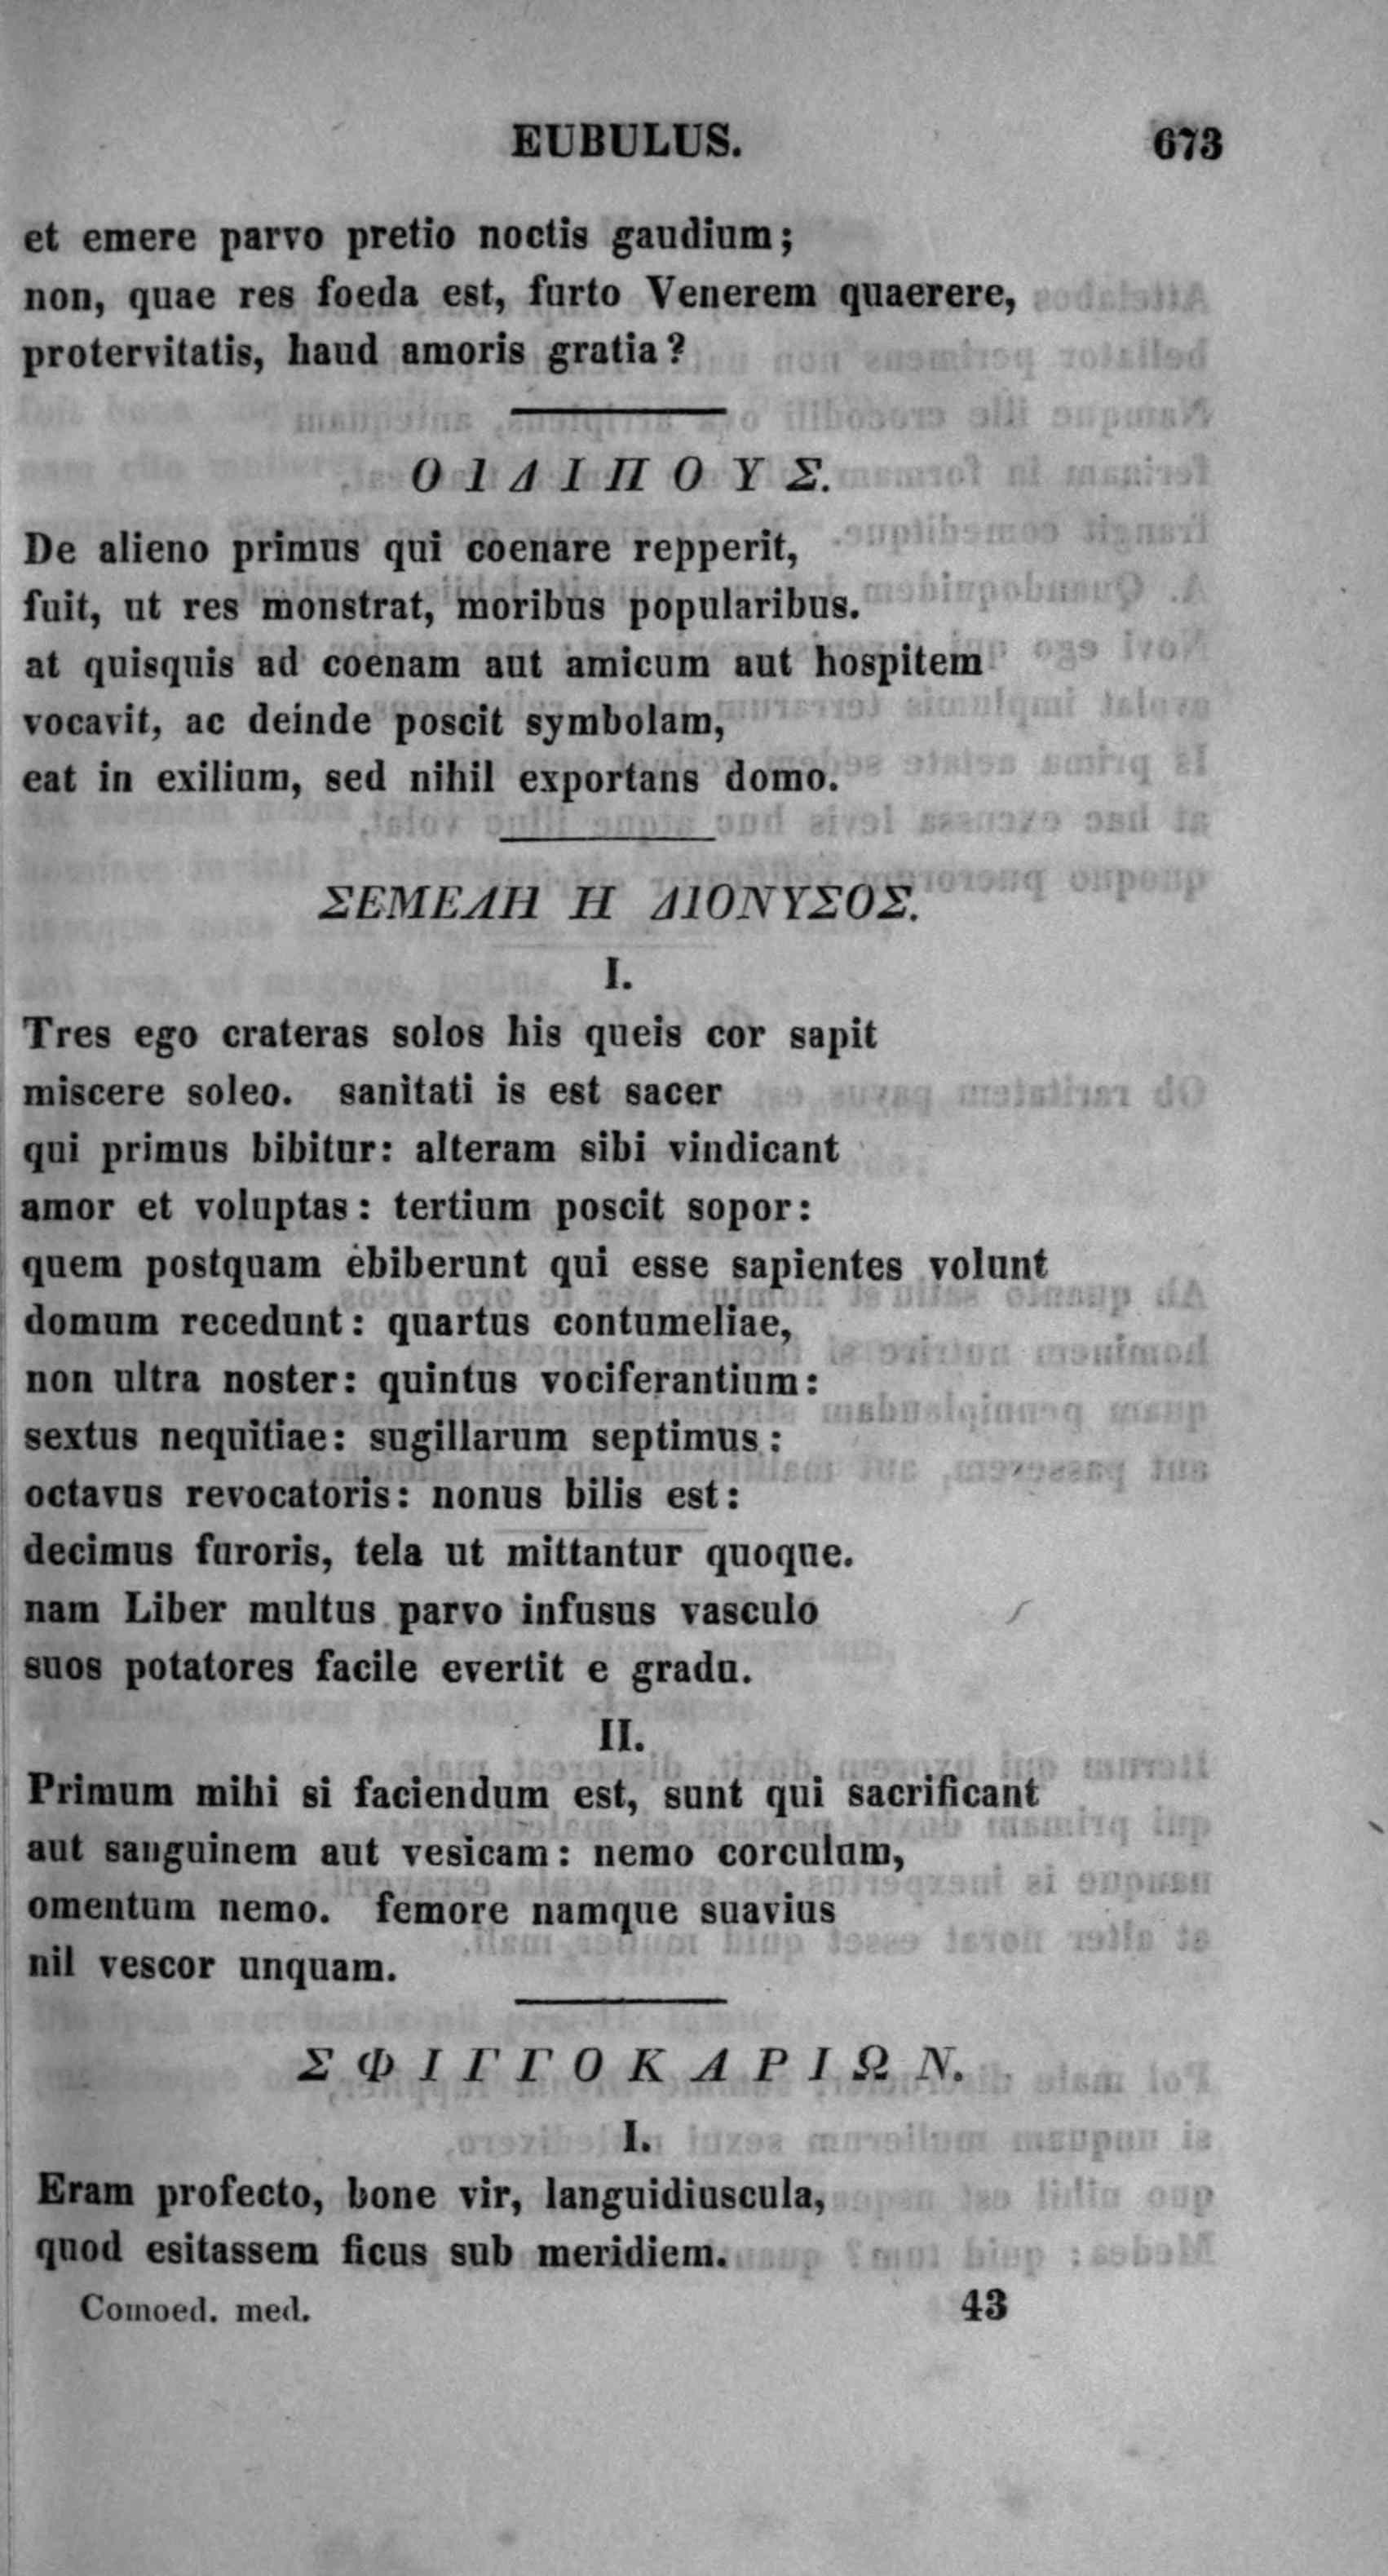 EUBULUS. 673
et emere parvo pretio noctis gaudium;
non, quae res foeda est, furto Venerem quaerere,
protervitatis, haud amoris gratia?
ΟΙΔΙΠΟΥΣ.
De alieno primus qui coenare repperit,
fuit, ut res monstrat, moribus popularibus.
at quisquis ad coenam aut amicum aut hospitem
vocavit, ac deinde poscit symbolam,
eat in exilium, sed nihil exportans domo.
ΣΕΜΕΛΗ Η ΔΙΟΝΥΣΟΣ.
I.
Tres ego crateras solos his queis cor sapit
miscere soleo. sanitati is est sacer
qui primus bibitur: alteram sibi vindicant
amor et voluptas: tertium poscit sopor:
quem postquam ebiberunt qui esse sapientes volunt
domum recedunt: quartus contumeliae,
non ultra noster: quintus vociferantium:
sextus nequitiae: sugillarum septimus:
octavus revocatoris: nonus bilis est:
decimus furoris, tela ut mittantur quoque.
nam Liber multus parvo infusus vasculo
suos potatores facile evertit e gradu.
II.
Primum mihi si faciendum est, sunt qui sacrificant
aut sanguinem aut vesicam: nemo corculum,
omentum nemo. femore namque suavius
nil vescor unquam.
ΣΦΙΓΓΟΚΑΡΙΩΝ.
I.
Eram profecto, bone vir, languidiuscula,
quod esitassem ficus sub meridiem.
Comoed. med. 43